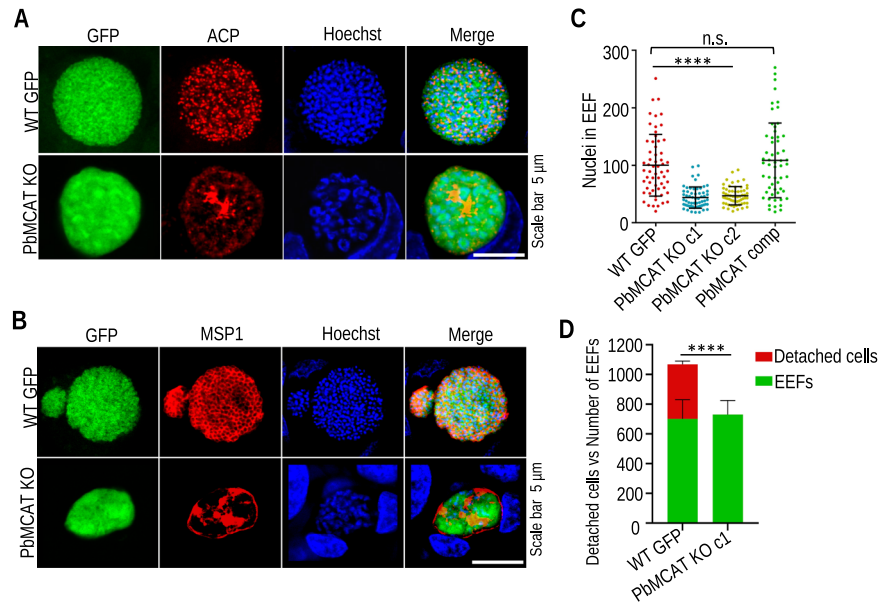 A
GFP
ACP
Hoechst
Merge
WT GFP
PbMCAT KO
Scale bar 5 µm
B
GFP
MSP1
Hoechst
Merge
WT GFP
PbMCAT KO
Scale bar 5 µm
C
n.s.
****
Nuclei in EEF
300
200
100
0
WT GFP
PbMCAT KO c1
PbMCAT KO c2
PbMCAT comp
D
****
Detached cells
EEFs
Detached cells vs Number of EEFs
1200
1000
800
600
400
200
0
WT GFP
PbMCAT KO c1